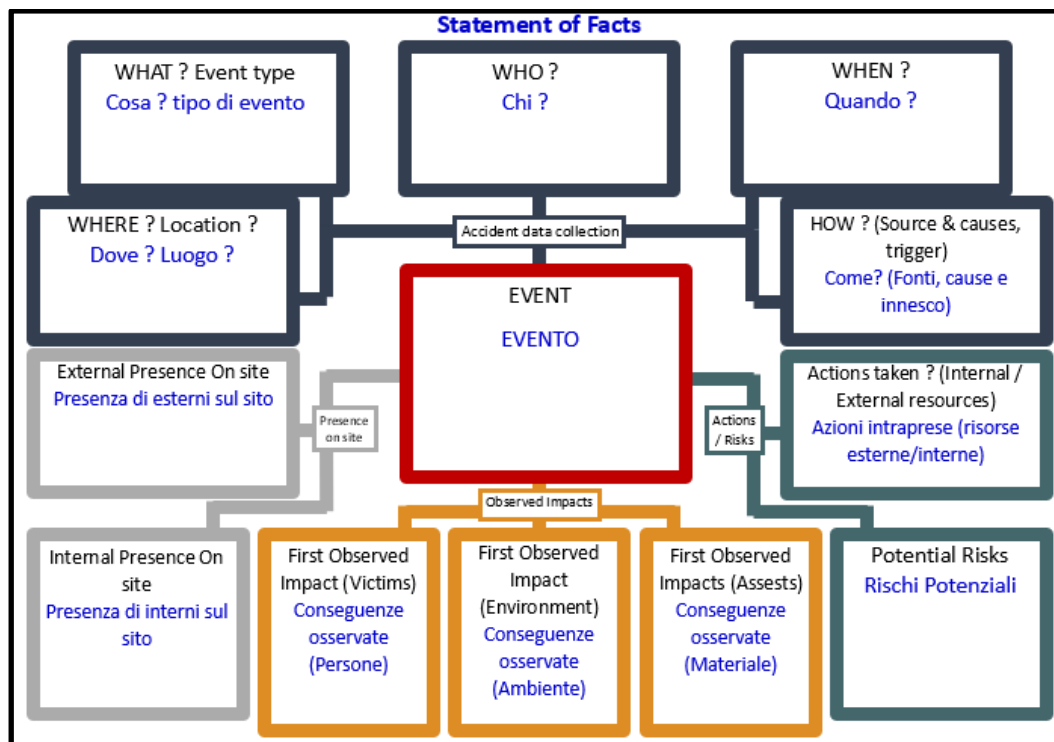 Statement of Facts
WHAT ? Event type
Cosa ? tipo di evento
WHO ?
Chi ?
WHEN ?
Quando ?
WHERE ? Location ?
Dove ? Luogo ?
Accident data collection
HOW ? (Source & causes,
trigger)
Come? (Fonti, cause e
innesco)
EVENT
EVENTO
External Presence On site
Presenza di esterni sul sito
Presence
on site
Actions
/ Risks
Actions taken ? (Internal /
External resources)
Azioni intraprese (risorse
esterne/interne)
Observed Impacts
Internal Presence On
site
Presenza di interni sul
sito
First Observed
Impact (Victims)
Conseguenze
osservate
(Persone)
First Observed
Impact
(Environment)
Conseguenze
osservate
(Ambiente)
First Observed
Impacts (Assests)
Conseguenze
osservate
(Materiale)
Potential Risks
Rischi Potenziali